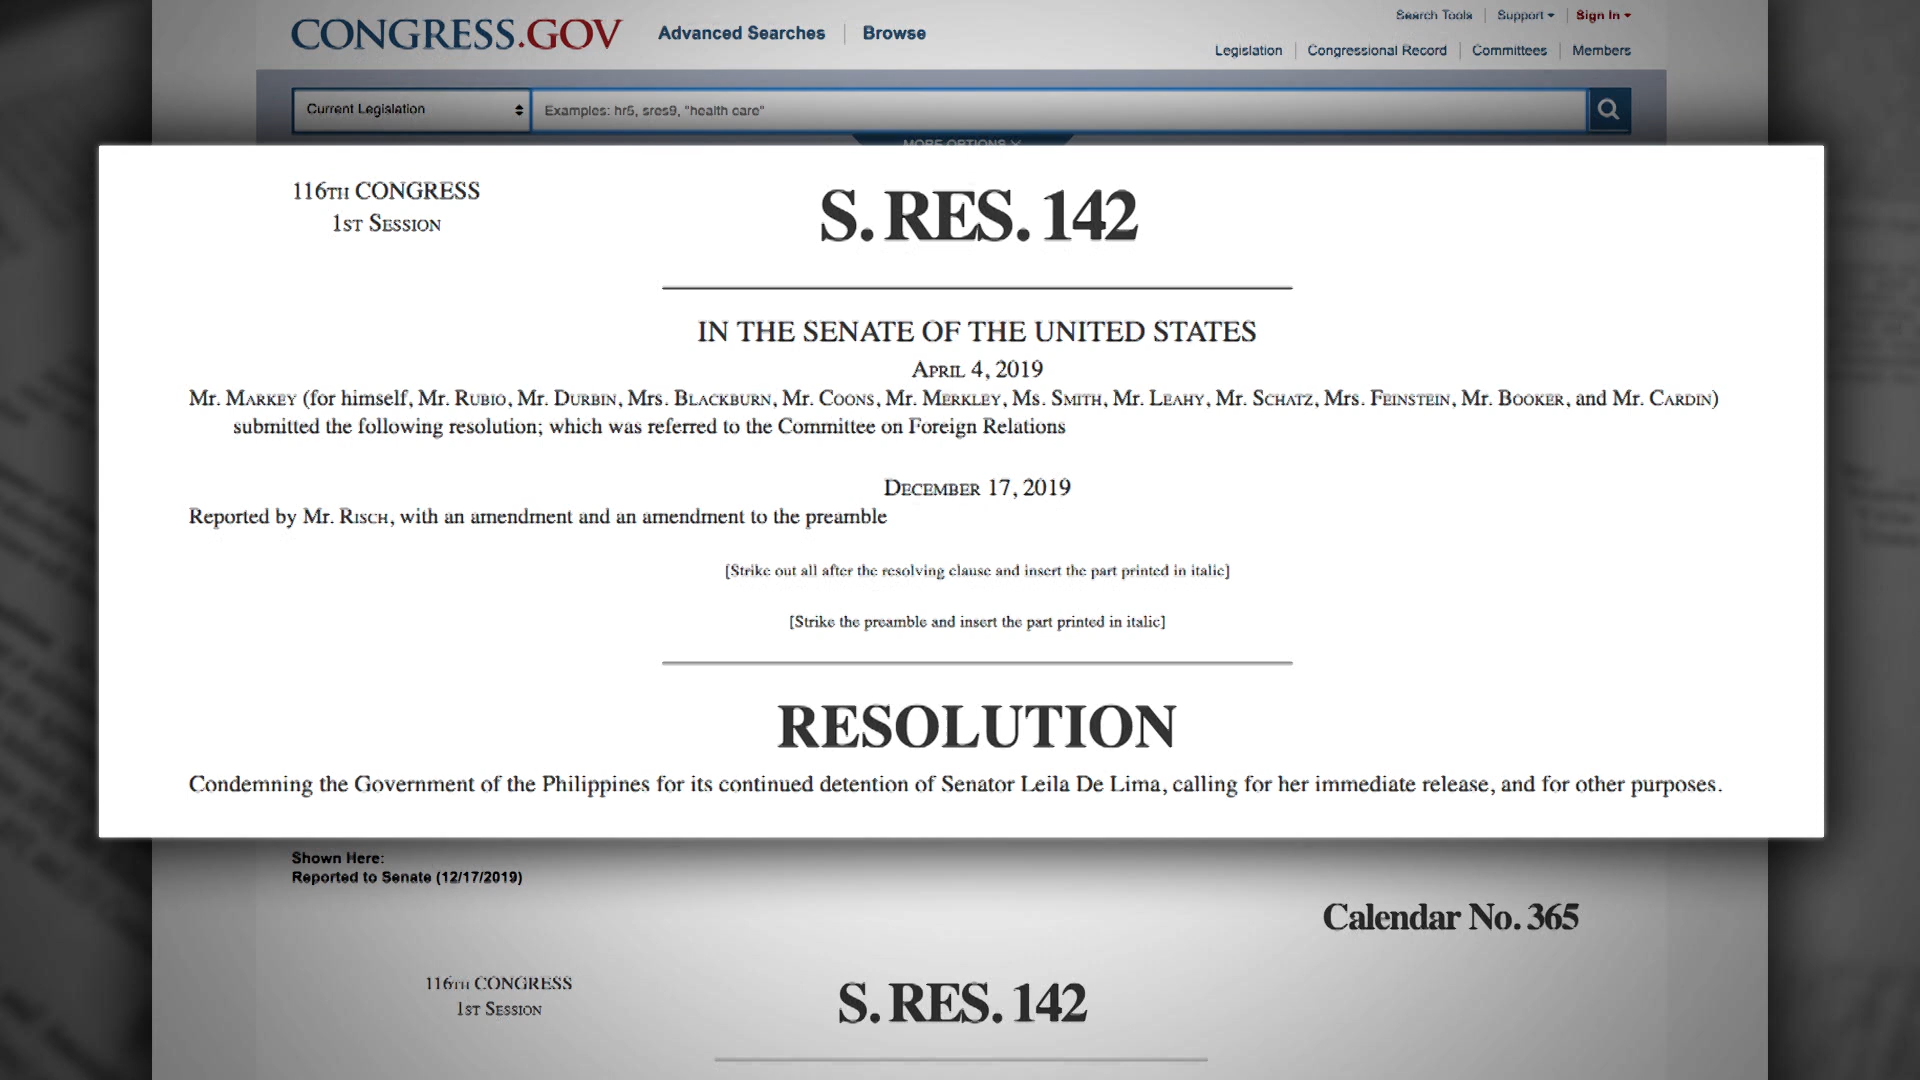 CONGRESS.GOV
Advanced Searches
Browse
Search Tools
Support
Sign In
Legislation
Congressional Record
Committees
Members
Current Legislation
Examples: hr5, sres9, "health care"
MORE OPTIONS
116TH CONGRESS
1ST SESSION
S. RES. 142
IN THE SENATE OF THE UNITED STATES
APRIL 4, 2019
Mr. MARKEY (for himself, Mr. RUBIO, Mr. DURBIN, Mrs. BLACKBURN, Mr. COONS, Mr. MERKLEY, Ms. SMITH, Mr. LEAHY, Mr. SCHATZ, Mrs. FEINSTEIN, Mr. BOOKER, and Mr. CARDIN)
submitted the following resolution; which was referred to the Committee on Foreign Relations
DECEMBER 17, 2019
Reported by Mr. RISCH, with an amendment and an amendment to the preamble
[Strike out all after the resolving clause and insert the part printed in italic]
[Strike the preamble and insert the part printed in italic]
RESOLUTION
Condemning the Government of the Philippines for its continued detention of Senator Leila De Lima, calling for her immediate release, and for other purposes.
Shown Here:
Reported to Senate (12/17/2019)
Calendar No. 365
116TH CONGRESS
1ST SESSION
S. RES. 142